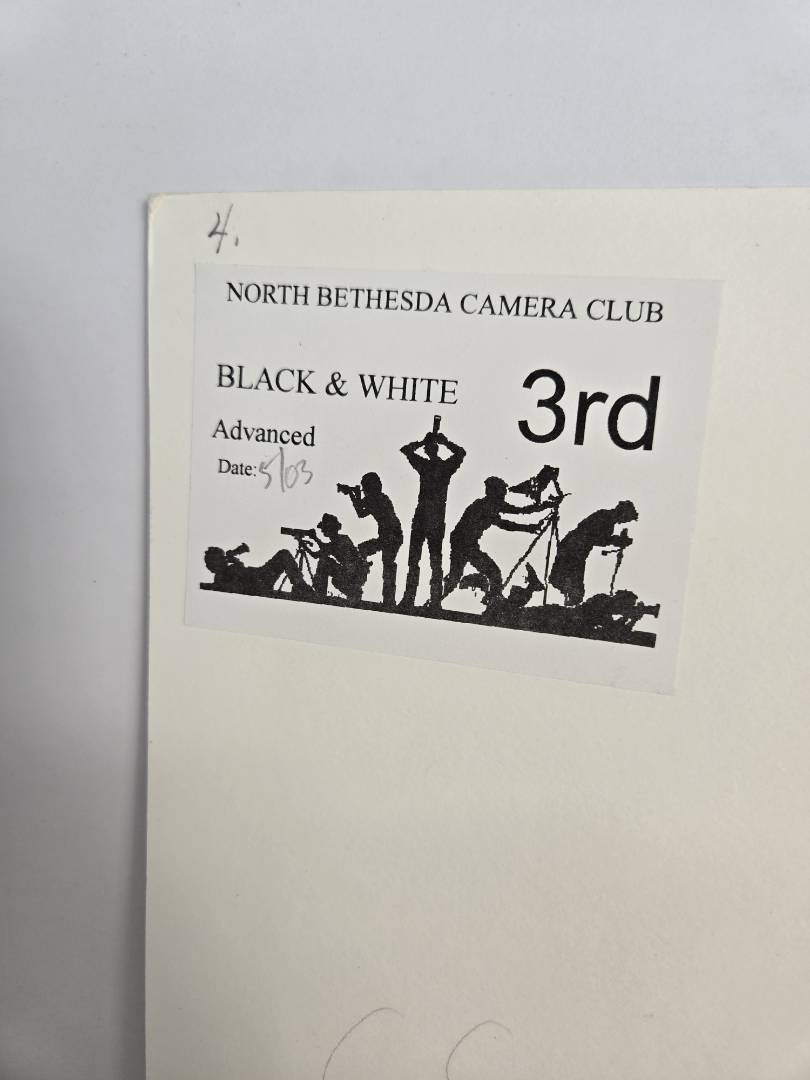 4.
NORTH BETHESDA CAMERA CLUB
BLACK & WHITE
3rd
Advanced
Date: 5/03